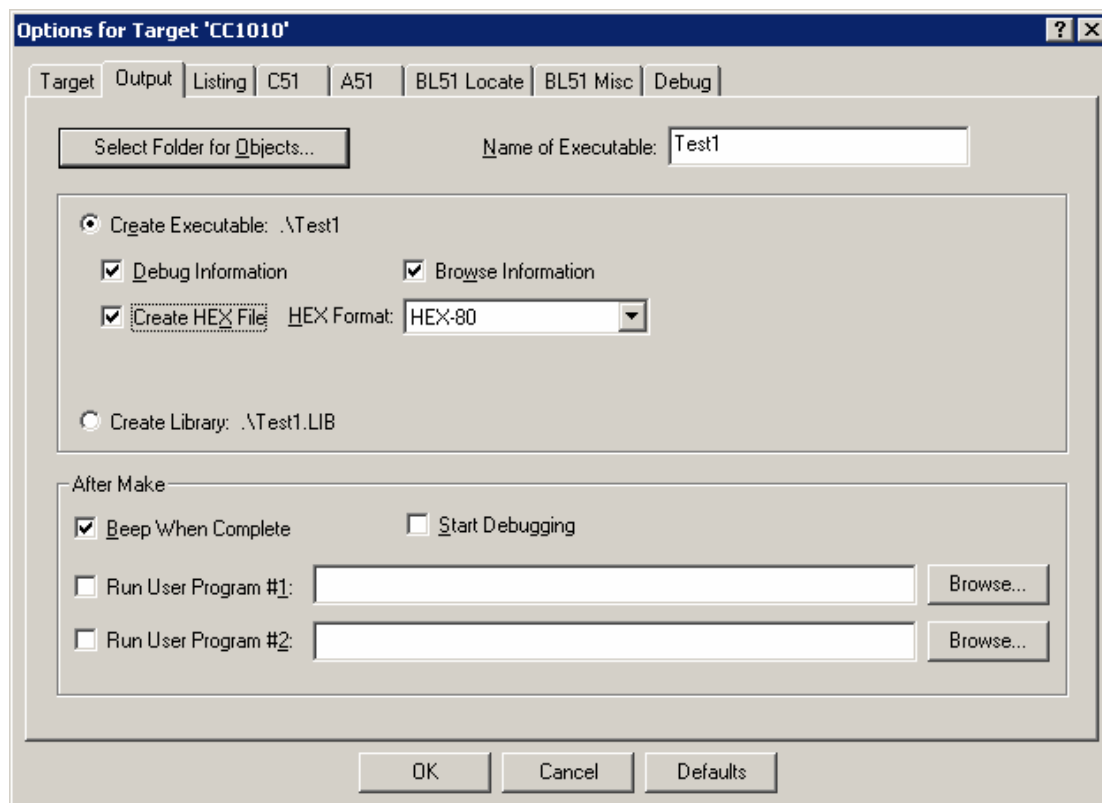 Options for Target 'CC1010'
Target Output Listing C51 A51 BL51 Locate BL51 Misc Debug
Select Folder for Objects... Name of Executable: Test1
Create Executable: .\Test1
Debug Information Browse Information
Create HEX File HEX Format: HEX-80
Create Library: .\Test1.LIB
After Make
Beep When Complete Start Debugging
Run User Program #1: Browse...
Run User Program #2: Browse...
OK Cancel Defaults